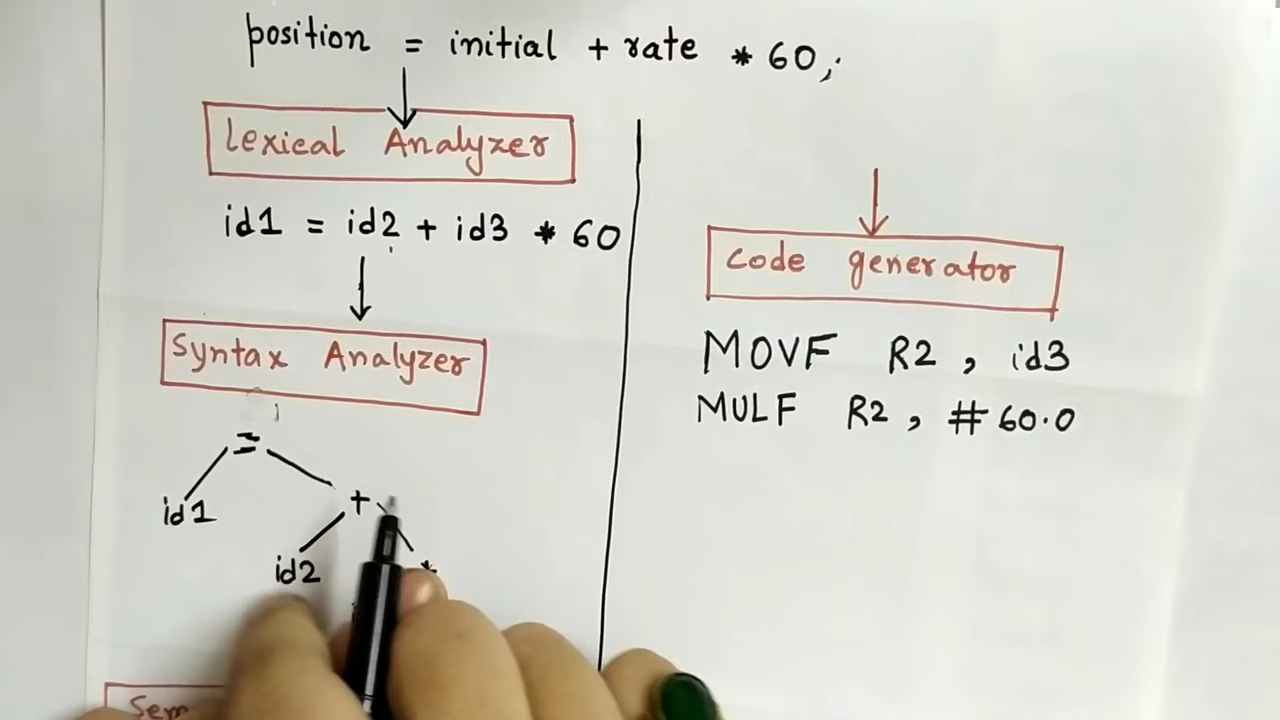 position = initial + rate * 60;
Lexical Analyzer
id1 = id2 + id3 * 60
Syntax Analyzer
=
id1 +
id2 *
Sem
code generator
MOVF R2 , id3
MULF R2 , #60.0